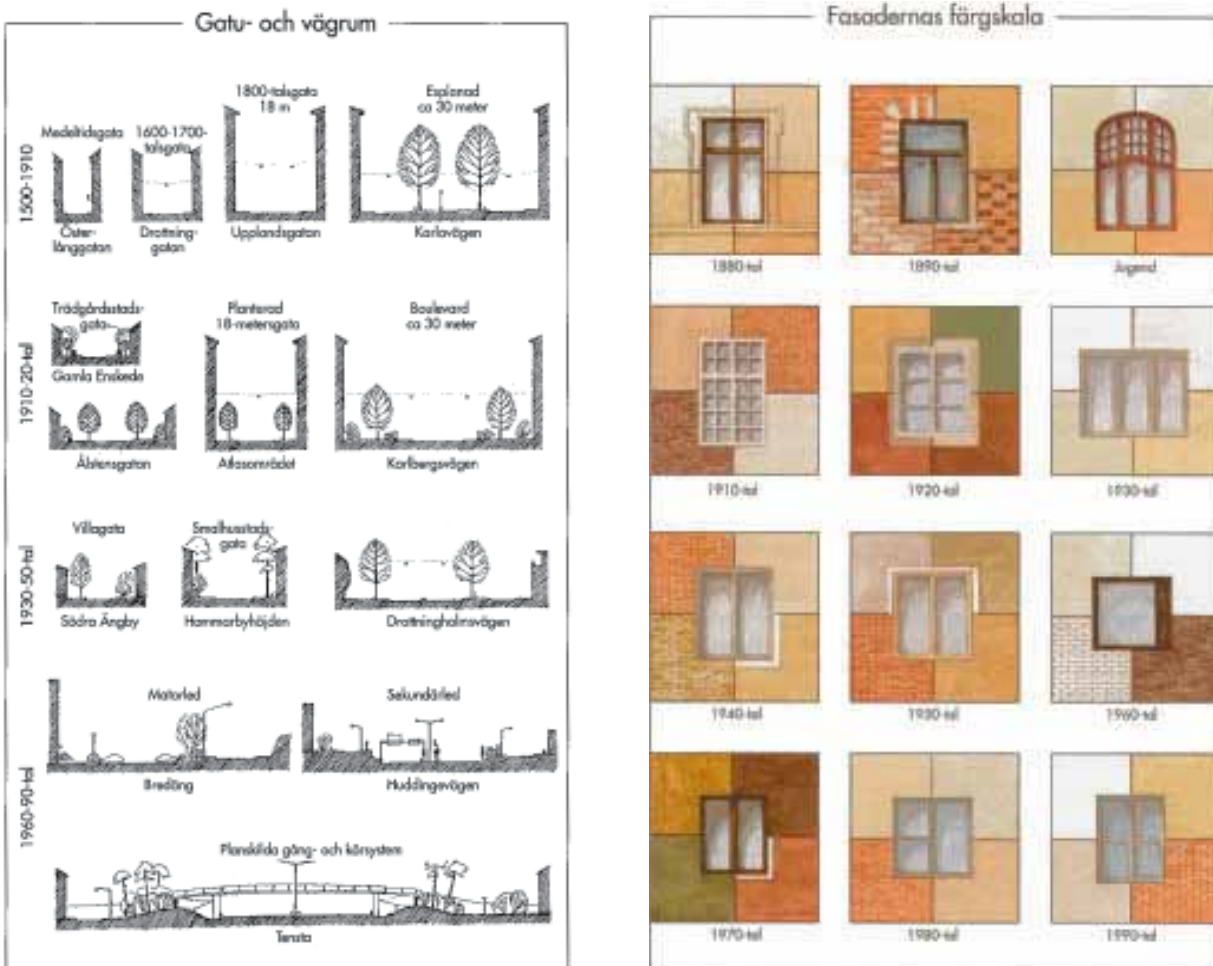 Gatu- och vägrum
1500-1910
Medeltidsgata
Öster-
långgatan
1600-1700-
talsgata
Drottning-
gatan
1800-talsgata
18 m
Upplandsgatan
Esplanad
ca 30 meter
Karlavägen
1910-20-tal
Trädgårdsstads-
gata
Gamla Enskede
Ålstensgatan
Planterad
18-metersgata
Atlasområdet
Boulevard
ca 30 meter
Karlbergsvägen
1930-50-tal
Villagata
Södra Ängby
Smalhusstads-
gata
Hammarbyhöjden
Drottningholmsvägen
1960-90-tal
Motorled
Bredäng
Sekundärled
Huddingevägen
Planskilda gång- och körsystem
Tensta
Fasadernas färgskala
1880-tal
1890-tal
Jugend
1910-tal
1920-tal
1930-tal
1940-tal
1950-tal
1960-tal
1970-tal
1980-tal
1990-tal